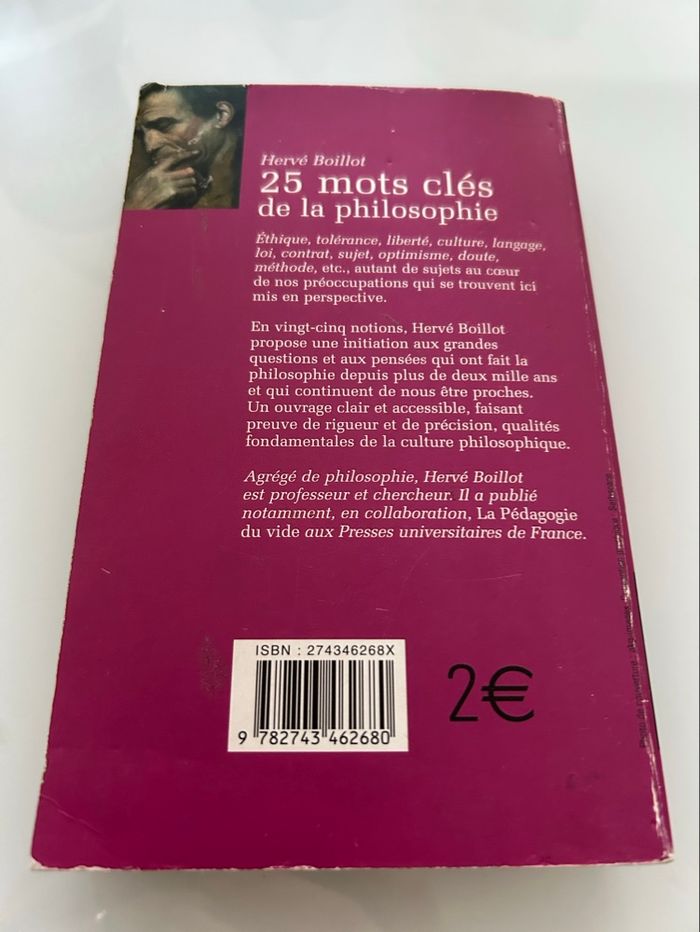 Hervé Boillot
25 mots clés
de la philosophie
Éthique, tolérance, liberté, culture, langage,
loi, contrat, sujet, optimisme, doute,
méthode, etc., autant de sujets au cœur
de nos préoccupations qui se trouvent ici
mis en perspective.
En vingt-cinq notions, Hervé Boillot
propose une initiation aux grandes
questions et aux pensées qui ont fait la
philosophie depuis plus de deux mille ans
et qui continuent de nous être proches.
Un ouvrage clair et accessible, faisant
preuve de rigueur et de précision, qualités
fondamentales de la culture philosophique.
Agrégé de philosophie, Hervé Boillot
est professeur et chercheur. Il a publié
notamment, en collaboration, La Pédagogie
du vide aux Presses universitaires de France.
ISBN : 274346268X
9 782743 462680
2€
Photo de couverture